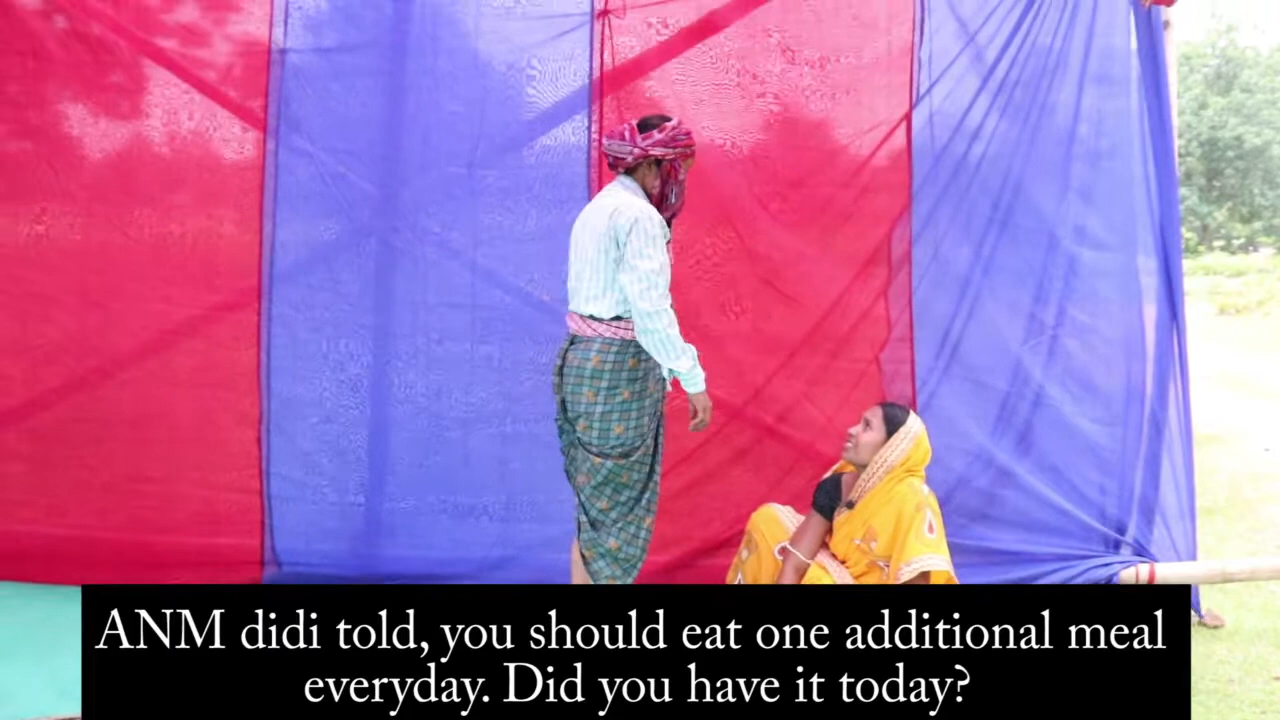 ANM didi told, you should eat one additional meal
everyday. Did you have it today?